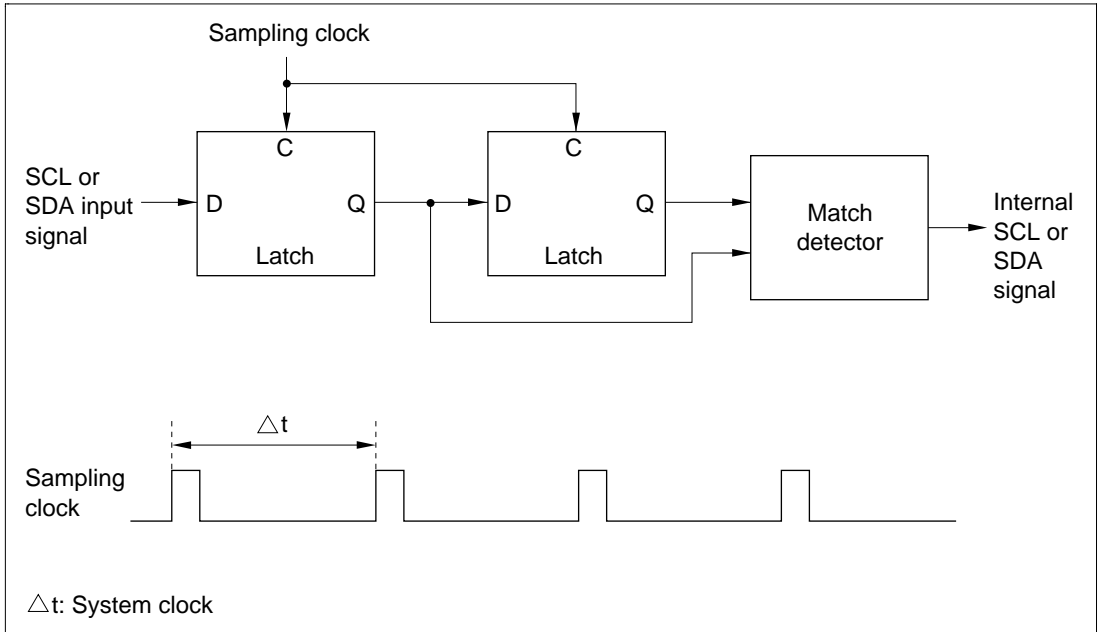 Sampling clock
C
C
SCL or
SDA input
signal
D
Q
D
Q
Latch
Latch
Match
detector
Internal
SCL or
SDA
signal
△t
Sampling
clock
△t: System clock